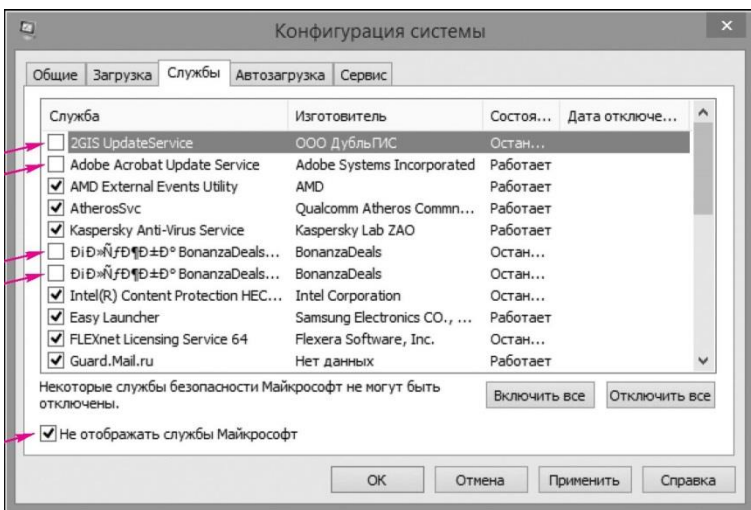 Конфигурация системы
Общие Загрузка Службы Автозагрузка Сервис
Служба Изготовитель Состоя... Дата отключе...
2GIS UpdateService ООО ДубльГИС Остан...
Adobe Acrobat Update Service Adobe Systems Incorporated Работает
AMD External Events Utility AMD Работает
AtherosSvc Qualcomm Atheros Commn... Работает
Kaspersky Anti-Virus Service Kaspersky Lab ZAO Работает
Ð¡Ð»ÑƒÐ¶Ð±Ð° BonanzaDeals... BonanzaDeals Остан...
Ð¡Ð»ÑƒÐ¶Ð±Ð° BonanzaDeals... BonanzaDeals Остан...
Intel(R) Content Protection HEC... Intel Corporation Остан...
Easy Launcher Samsung Electronics CO., ... Работает
FLEXnet Licensing Service 64 Flexera Software, Inc. Остан...
Guard.Mail.ru Нет данных Работает
Некоторые службы безопасности Майкрософт не могут быть
отключены.
Включить все Отключить все
Не отображать службы Майкрософт
OK Отмена Применить Справка